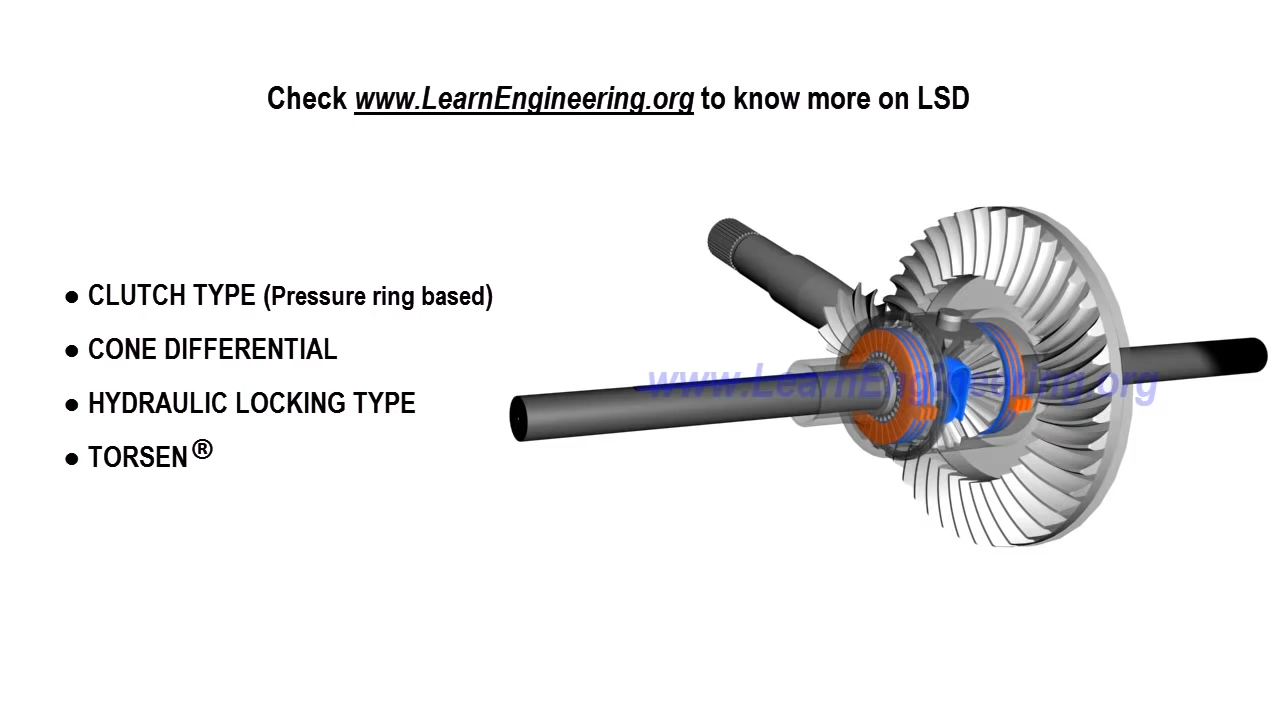 Check www.LearnEngineering.org to know more on LSD
● CLUTCH TYPE (Pressure ring based)
● CONE DIFFERENTIAL
● HYDRAULIC LOCKING TYPE
● TORSEN®
www.LearnEngineering.org